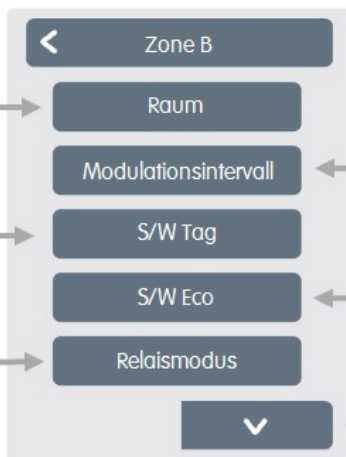 Zone B
Raum
Modulationsintervall
S/W Tag
S/W Eco
Relaismodus